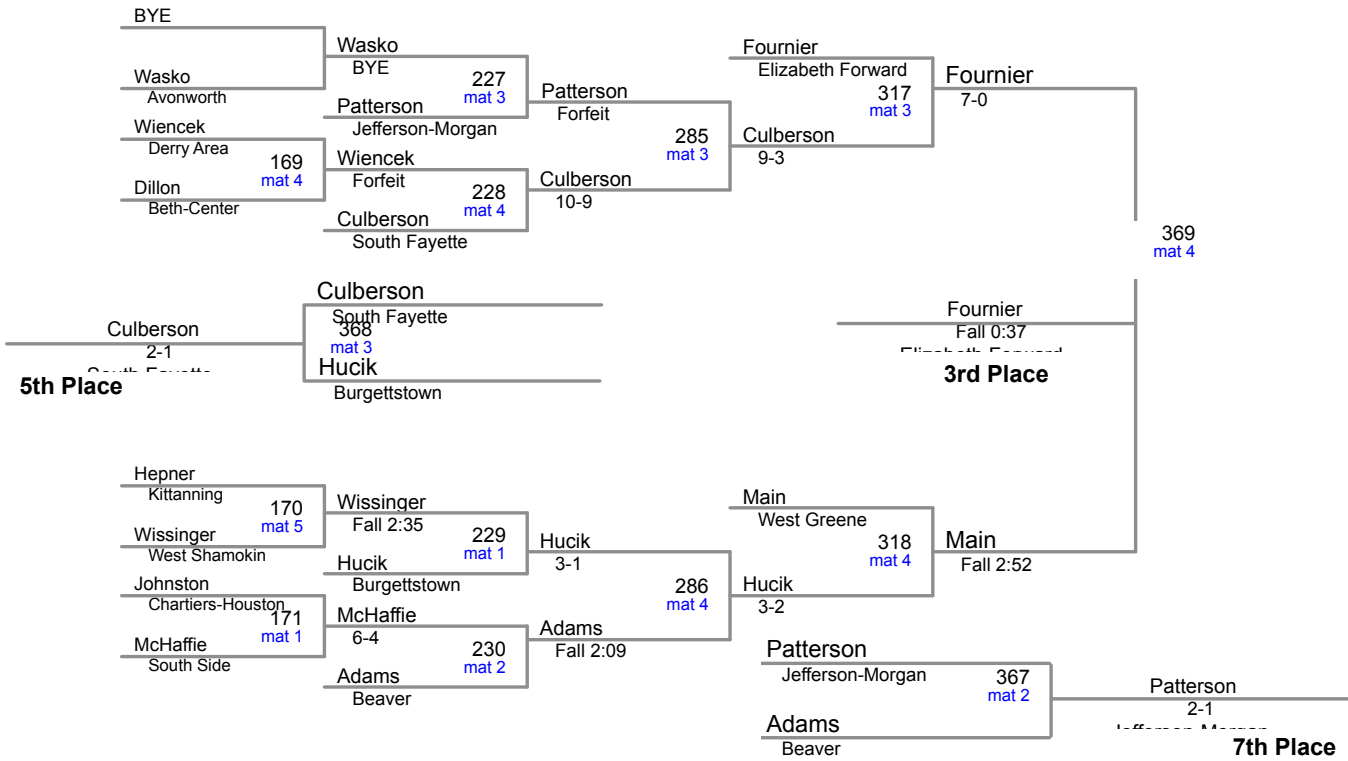 BYE
Wasko
BYE
Fournier
Elizabeth Forward
Wasko
Avonworth
227
mat 3
317
mat 3
Fournier
7-0
Patterson
Jefferson-Morgan
Patterson
Forfeit
Wiencek
Derry Area
285
mat 3
Culberson
9-3
169
mat 4
Wiencek
Forfeit
Dillon
Beth-Center
228
mat 4
Culberson
10-9
Culberson
South Fayette
369
mat 4
Culberson
South Fayette
368
mat 3
Culberson
2-1
South Fayette
5th Place
Hucik
Burgettstown
Fournier
Fall 0:37
Elizabeth Forward
3rd Place
Hepner
Kittanning
170
mat 5
Wissinger
Fall 2:35
Main
West Greene
Wissinger
West Shamokin
229
mat 1
Hucik
3-1
318
mat 4
Main
Fall 2:52
Hucik
Burgettstown
Johnston
Chartiers-Houston
286
mat 4
Hucik
3-2
171
mat 1
McHaffie
6-4
McHaffie
South Side
230
mat 2
Adams
Fall 2:09
Adams
Beaver
Patterson
Jefferson-Morgan
367
mat 2
Adams
Beaver
Patterson
2-1
Jefferson-Morgan
7th Place